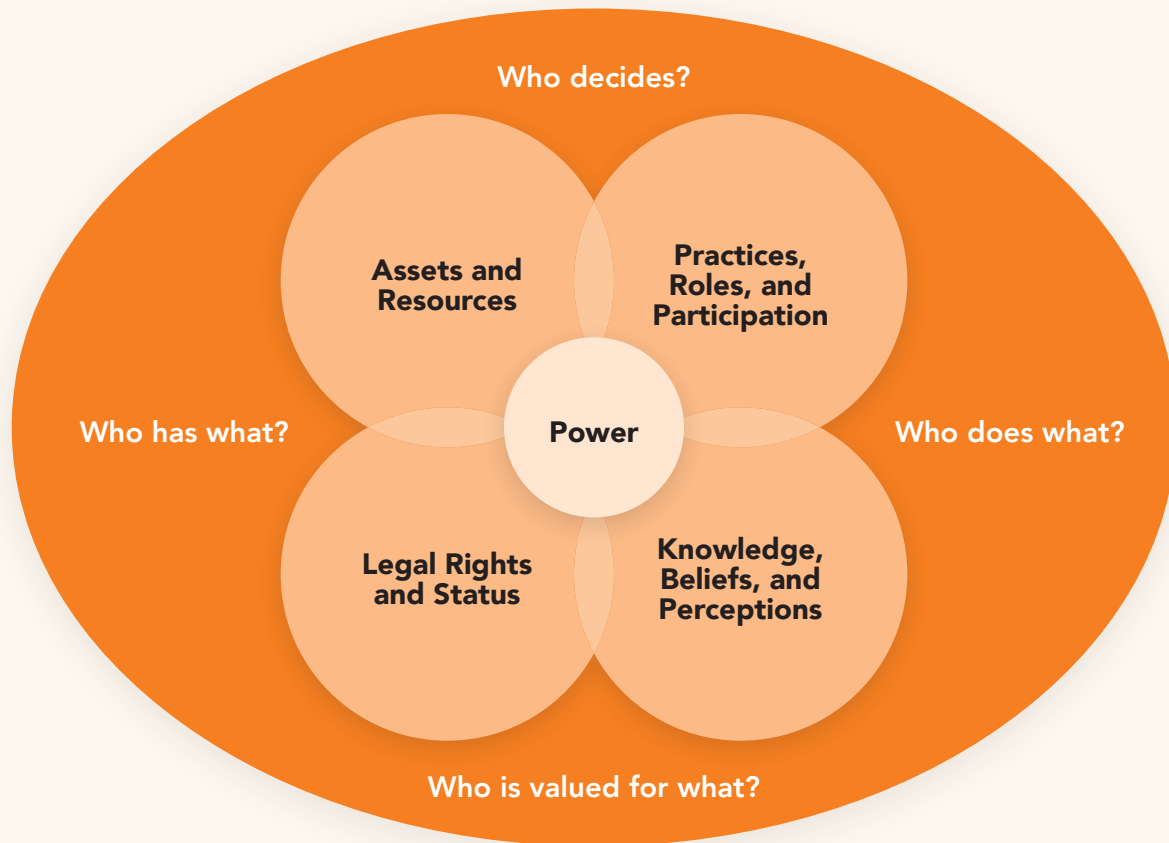 Who decides?
Assets and
Resources
Practices,
Roles, and
Participation
Who has what?
Power
Who does what?
Legal Rights
and Status
Knowledge,
Beliefs, and
Perceptions
Who is valued for what?